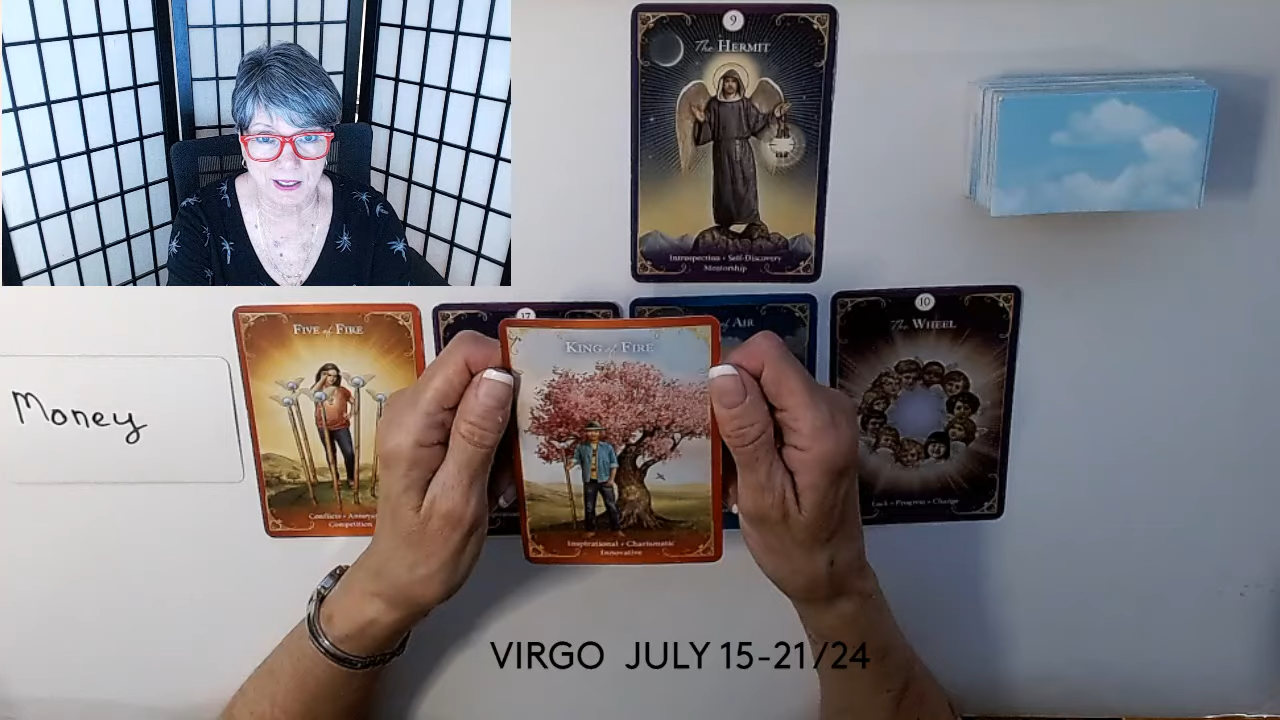 9
The HERMIT
Introspection • Self-Discovery
Mentorship
FIVE of FIRE
Competition
17
KING of FIRE
Inspirational • Charismatic
Innovative
of AIR
10
The WHEEL
Luck • Progress • Change
Money
VIRGO JULY 15-21/24